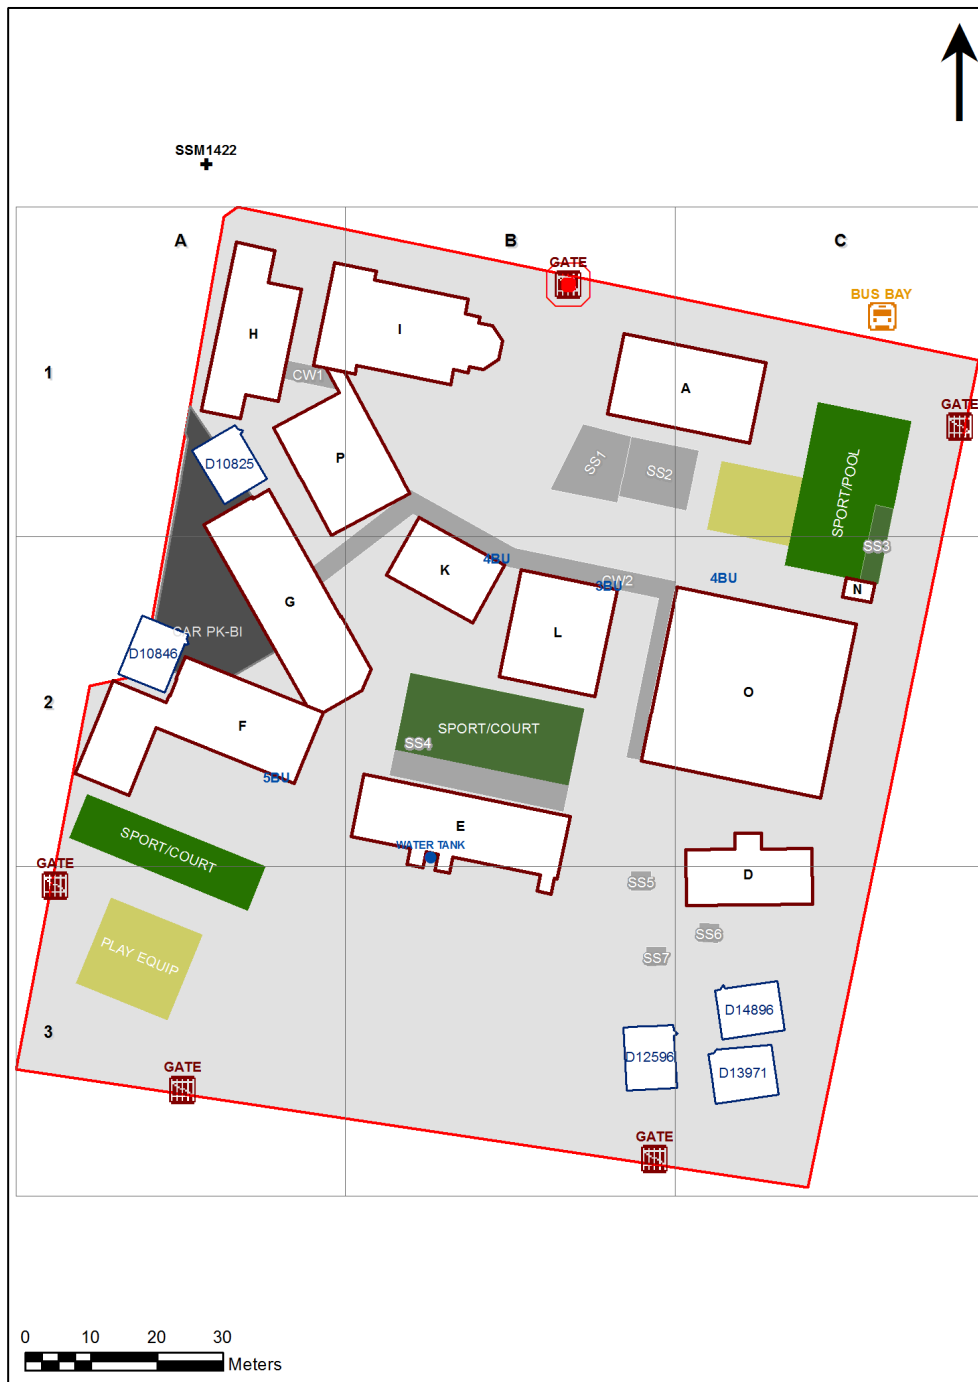 SSM1422
A
B
C
GATE
BUS BAY
H
I
1
CW1
A
GATE
P
D10825
SS1
SS2
SPORT/POOL
SS3
4BU
K
CW2
3BU
4BU
N
G
CAR PK-BI
L
D10846
O
2
F
SPORT/COURT
SS4
5BU
E
WATER TANK
SPORT/COURT
GATE
D
SS5
SS6
PLAY EQUIP
SS7
D14896
3
D12596
D13971
GATE
GATE
0 10 20 30
Meters